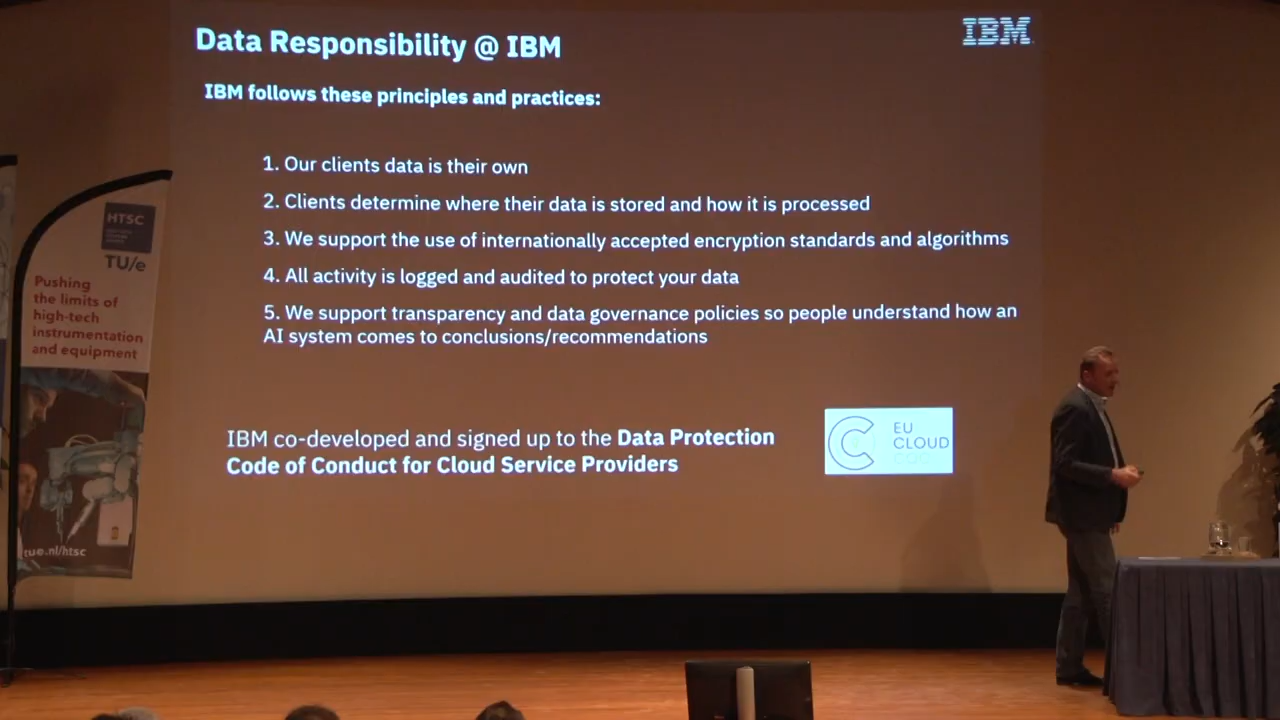 Data Responsibility @ IBM
IBM
IBM follows these principles and practices:
1. Our clients data is their own
2. Clients determine where their data is stored and how it is processed
3. We support the use of internationally accepted encryption standards and algorithms
4. All activity is logged and audited to protect your data
5. We support transparency and data governance policies so people understand how an
AI system comes to conclusions/recommendations
IBM co-developed and signed up to the Data Protection
Code of Conduct for Cloud Service Providers
EU
CLOUD
COC
HTSC
TU/e
Pushing
the limits of
high-tech
instrumentation
and equipment
tue.nl/htsc